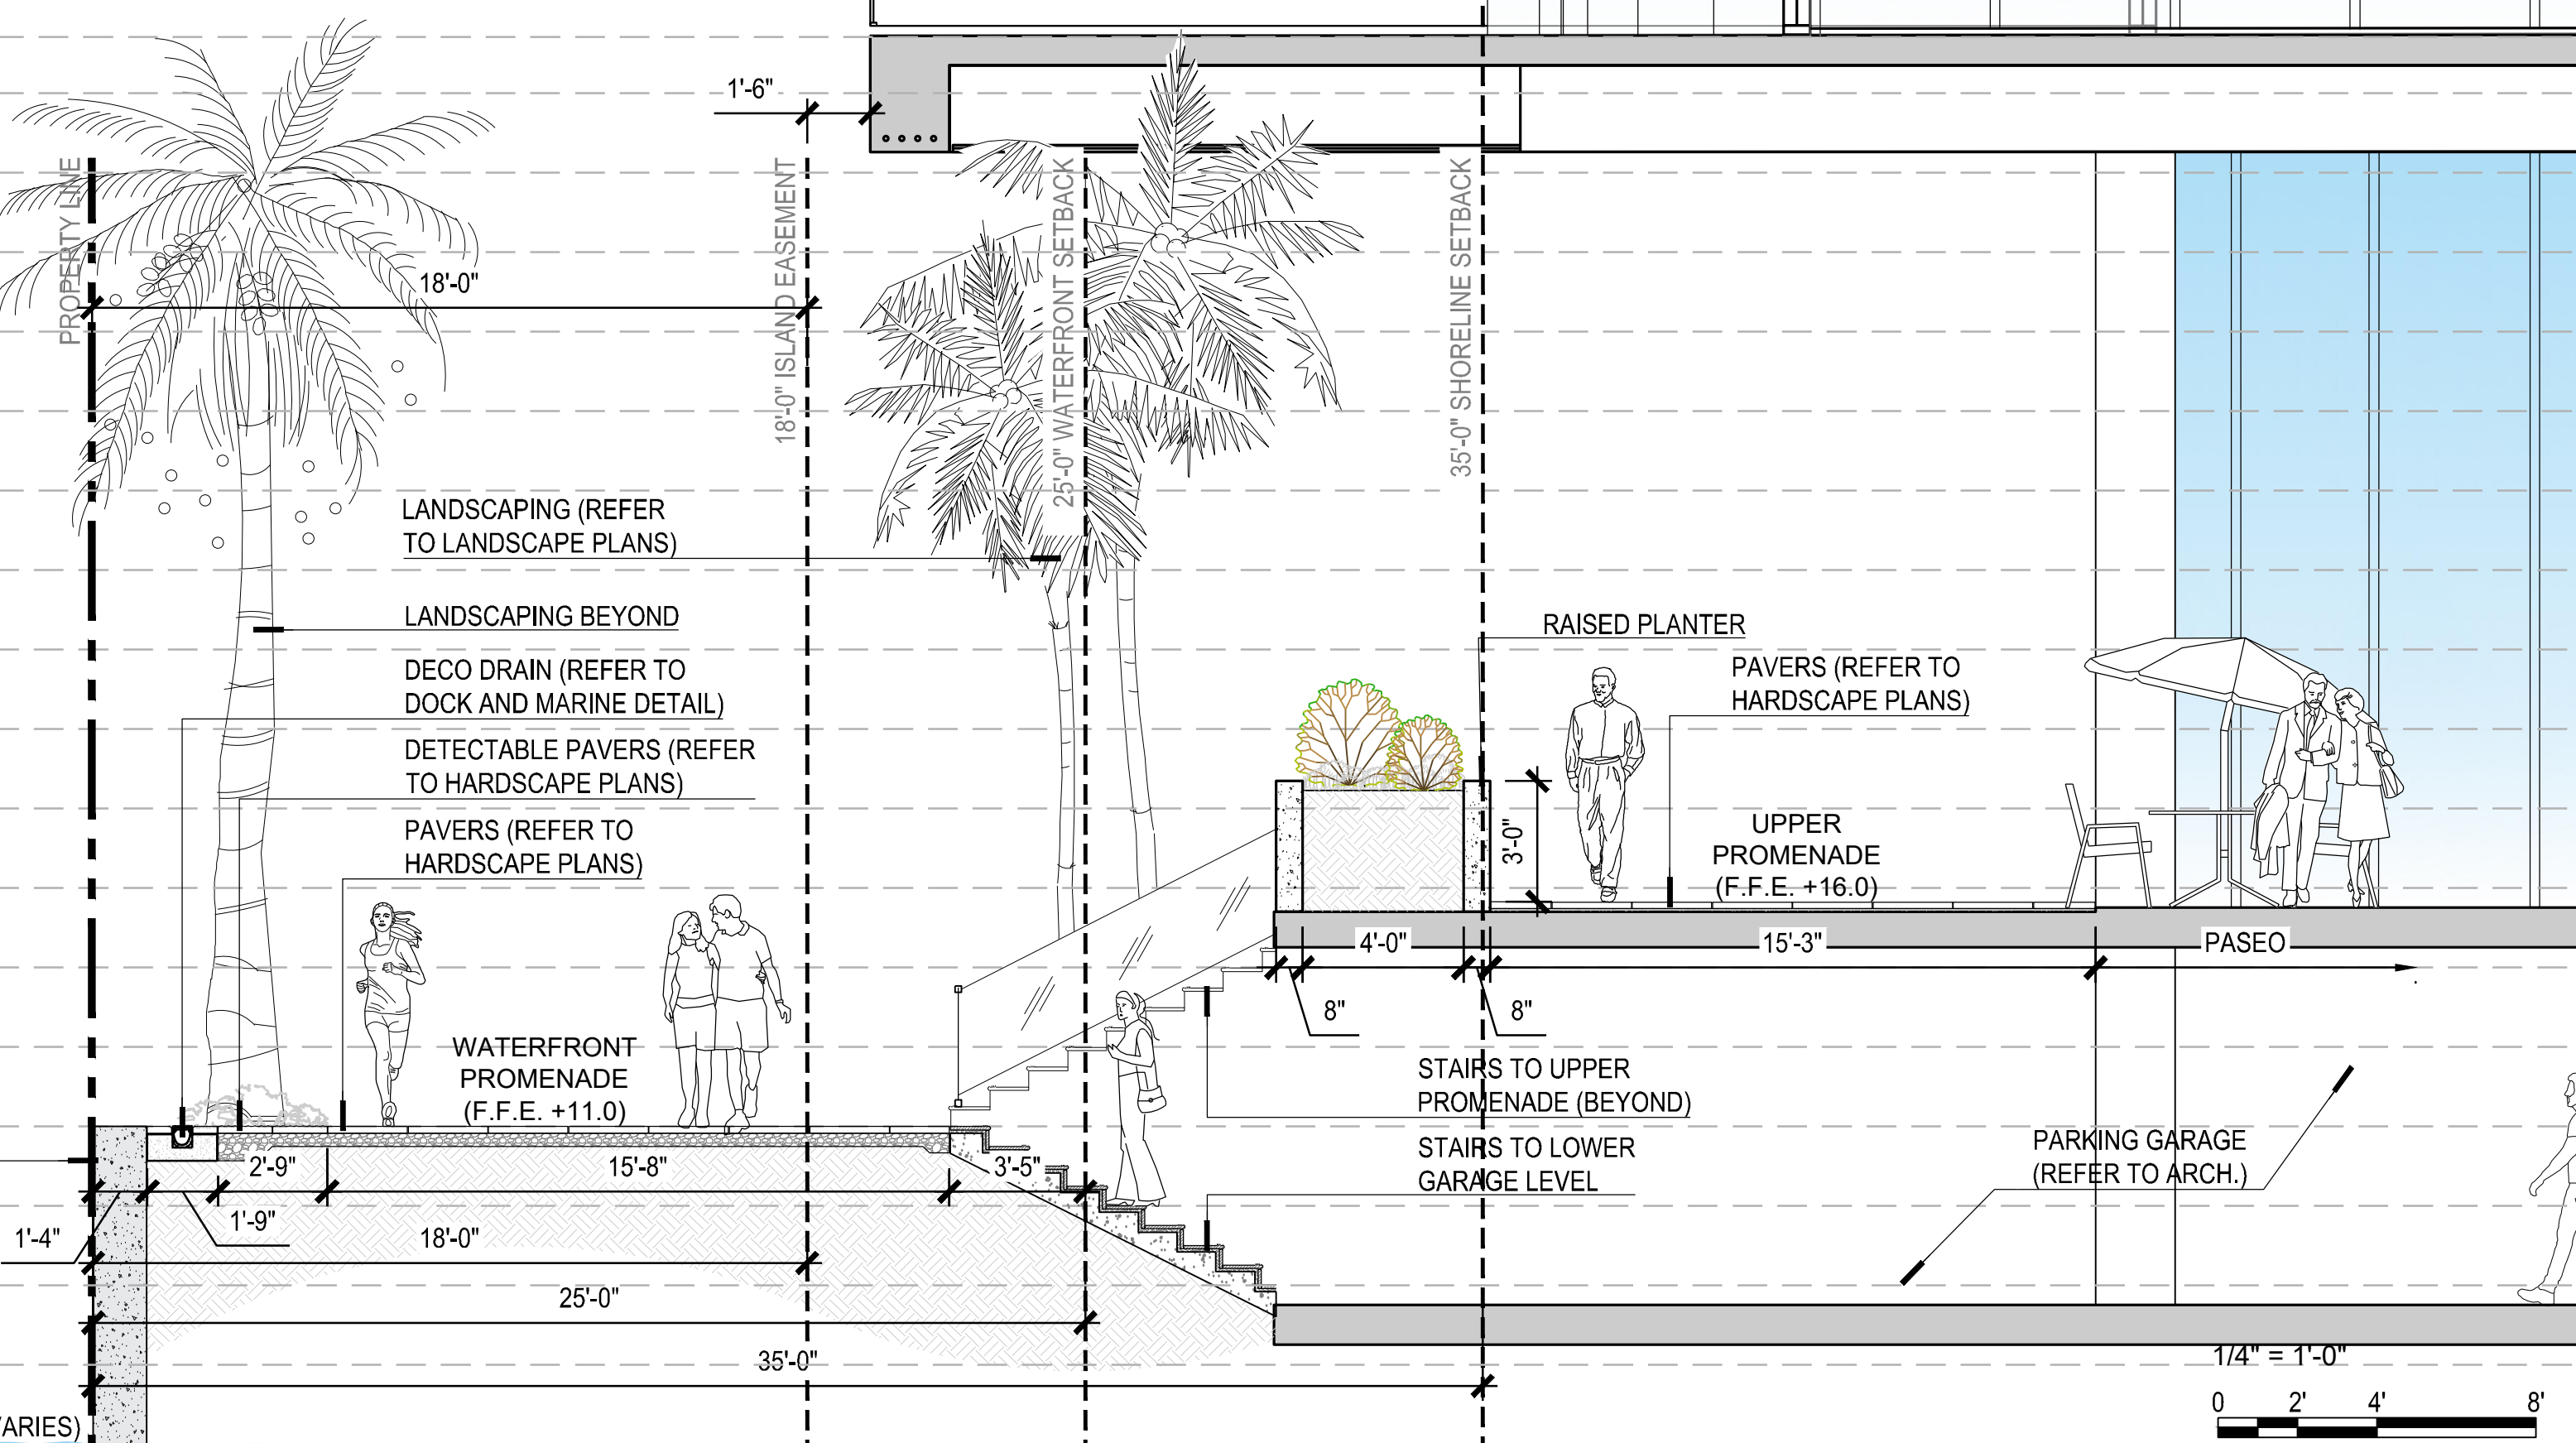 1'-6"
PROPERTY LINE
18'-0" ISLAND EASEMENT
25'-0" WATERFRONT SETBACK
35'-0" SHORELINE SETBACK
18'-0"
LANDSCAPING (REFER
TO LANDSCAPE PLANS)
LANDSCAPING BEYOND
DECO DRAIN (REFER TO
DOCK AND MARINE DETAIL)
DETECTABLE PAVERS (REFER
TO HARDSCAPE PLANS)
PAVERS (REFER TO
HARDSCAPE PLANS)
RAISED PLANTER
PAVERS (REFER TO
HARDSCAPE PLANS)
3'-0"
UPPER
PROMENADE
(F.F.E. +16.0)
4'-0"
15'-3"
PASEO
8"
8"
WATERFRONT
PROMENADE
(F.F.E. +11.0)
STAIRS TO UPPER
PROMENADE (BEYOND)
STAIRS TO LOWER
GARAGE LEVEL
PARKING GARAGE
(REFER TO ARCH.)
2'-9"
15'-8"
3'-5"
1'-4"
1'-9"
18'-0"
25'-0"
35'-0"
1/4" = 1'-0"
0 2' 4' 8'
VARIES)